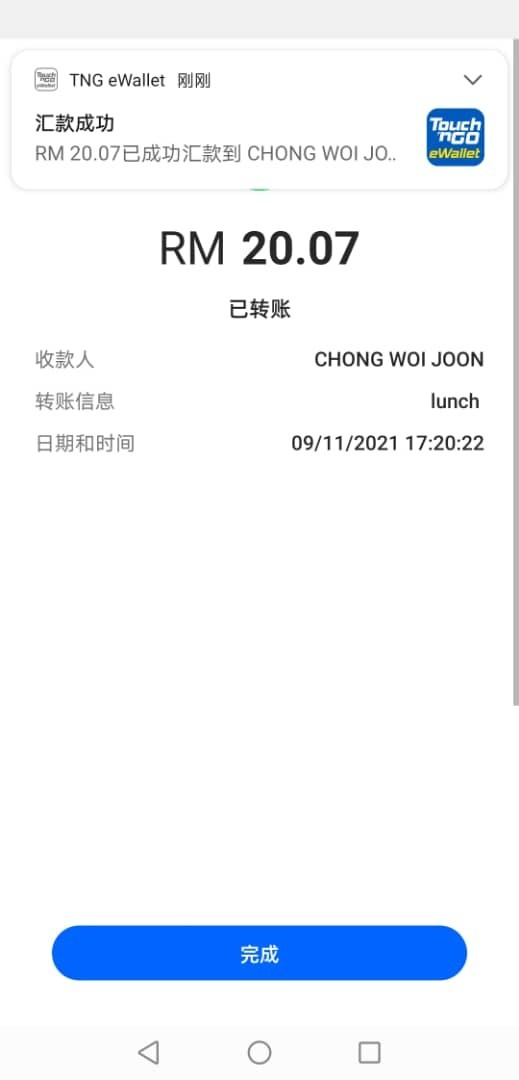 TNG eWallet 刚刚
汇款成功
RM 20.07已成功汇款到 CHONG WOI JO..
Touch
'nGO
eWallet
RM 20.07
已转账
收款人 CHONG WOI JOON
转账信息 lunch
日期和时间 09/11/2021 17:20:22
完成